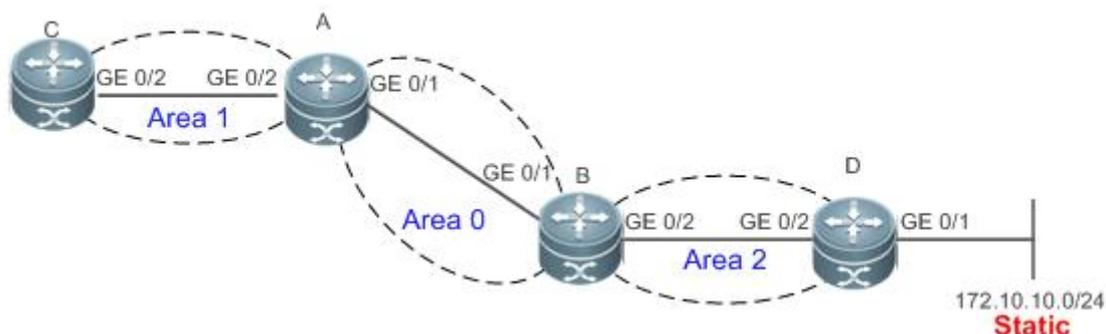 C
A
GE 0/2 GE 0/2
GE 0/1
Area 1
GE 0/1
B
D
Area 0
GE 0/2 GE 0/2
GE 0/1
Area 2
172.10.10.0/24
Static